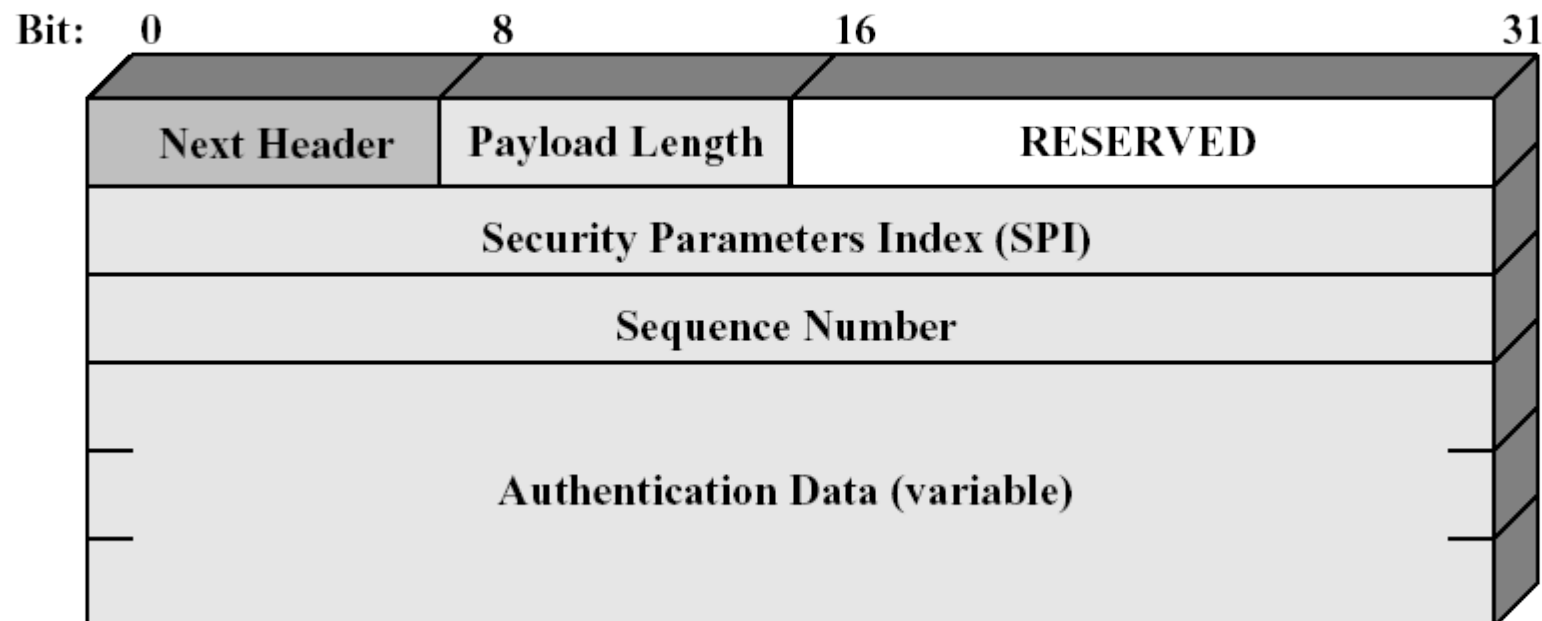 Bit: 0 8 16 31
Next Header Payload Length RESERVED
Security Parameters Index (SPI)
Sequence Number
Authentication Data (variable)